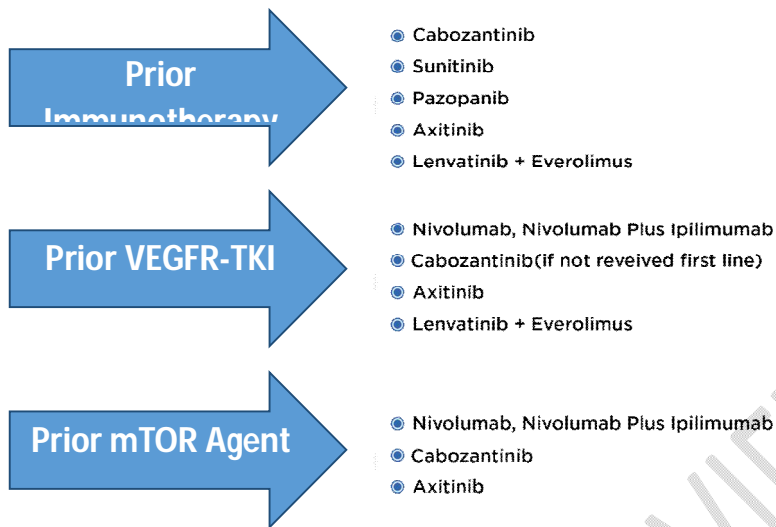 Prior
Immunotherapy
Cabozantinib
Sunitinib
Pazopanib
Axitinib
Lenvatinib + Everolimus
Prior VEGFR-TKI
Nivolumab, Nivolumab Plus Ipilimumab
Cabozantinib(if not reveived first line)
Axitinib
Lenvatinib + Everolimus
Prior mTOR Agent
Nivolumab, Nivolumab Plus Ipilimumab
Cabozantinib
Axitinib